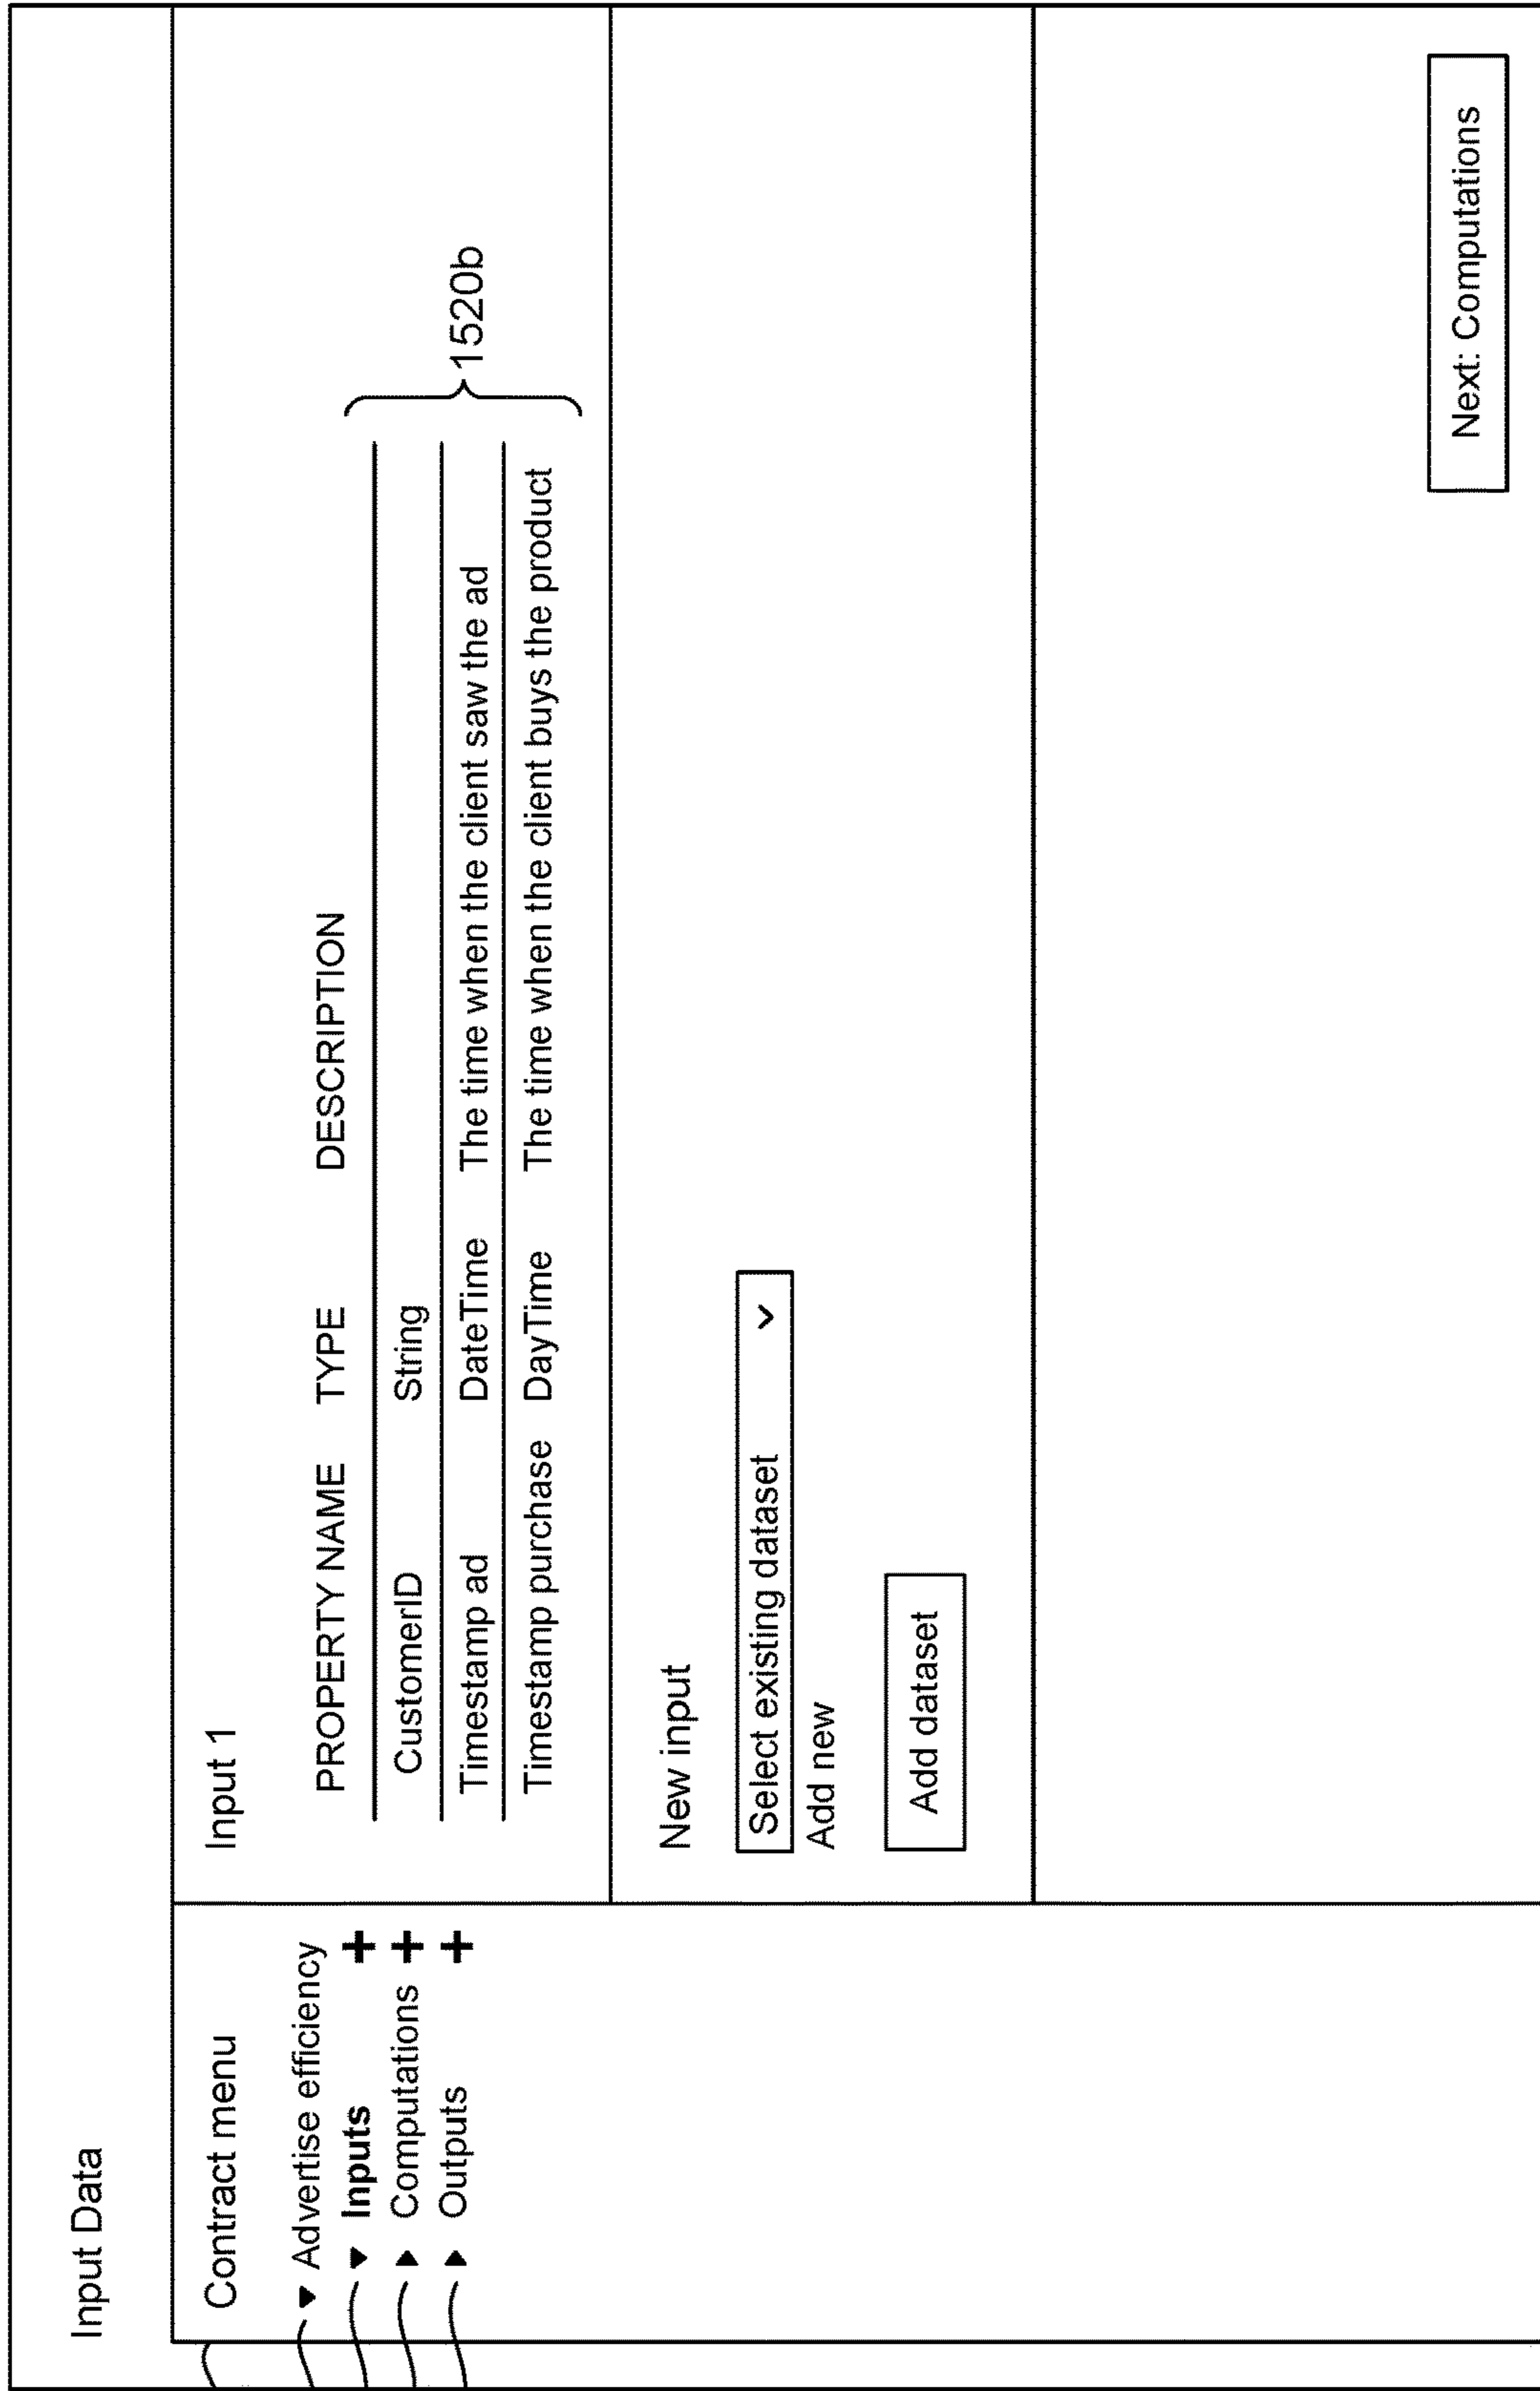 Input Data
Contract menu
Advertise efficiency
Inputs +
Computations +
Outputs +
Input 1
PROPERTY NAME TYPE DESCRIPTION
CustomerID String
Timestamp ad DateTime The time when the client saw the ad
Timestamp purchase DayTime The time when the client buys the product
1520b
New input
Select existing dataset
Add new
Add dataset
Next: Computations